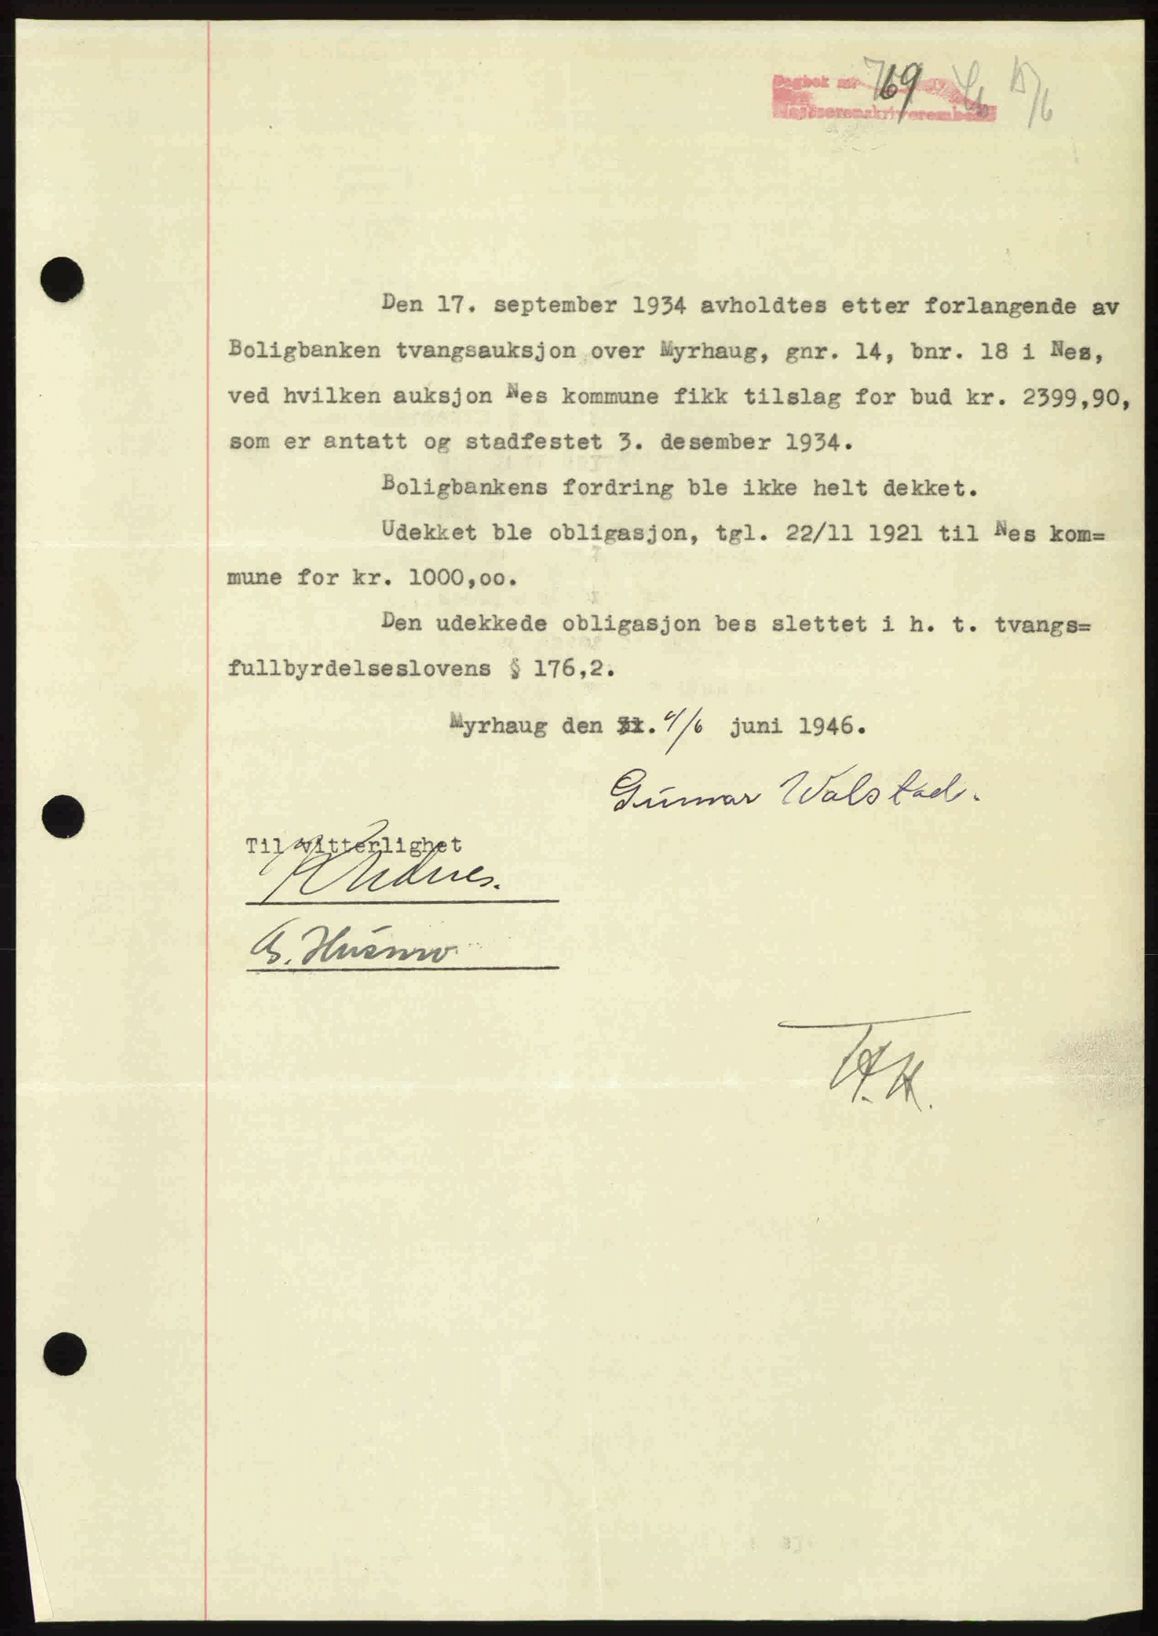 Dagbok nr 769
Den 17. september 1934 avholdtes etter forlangende av
Boligbanken tvangsauksjon over Myrhaug, gnr. 14, bnr. 18 i Nes,
ved hvilken auksjon Nes kommune fikk tilslag for bud kr. 2399,90,
som er antatt og stadfestet 3. desember 1934.
Boligbankens fordring ble ikke helt dekket.
Udekket ble obligasjon, tgl. 22/11 1921 til Nes kom=
mune for kr. 1000,oo.
Den udekkede obligasjon bes slettet i h. t. tvangs=
fullbyrdelseslovens § 176,2.
Myrhaug den 4/6 juni 1946.
Gunnar Wolstad.
Til vitterlighet
H.H.